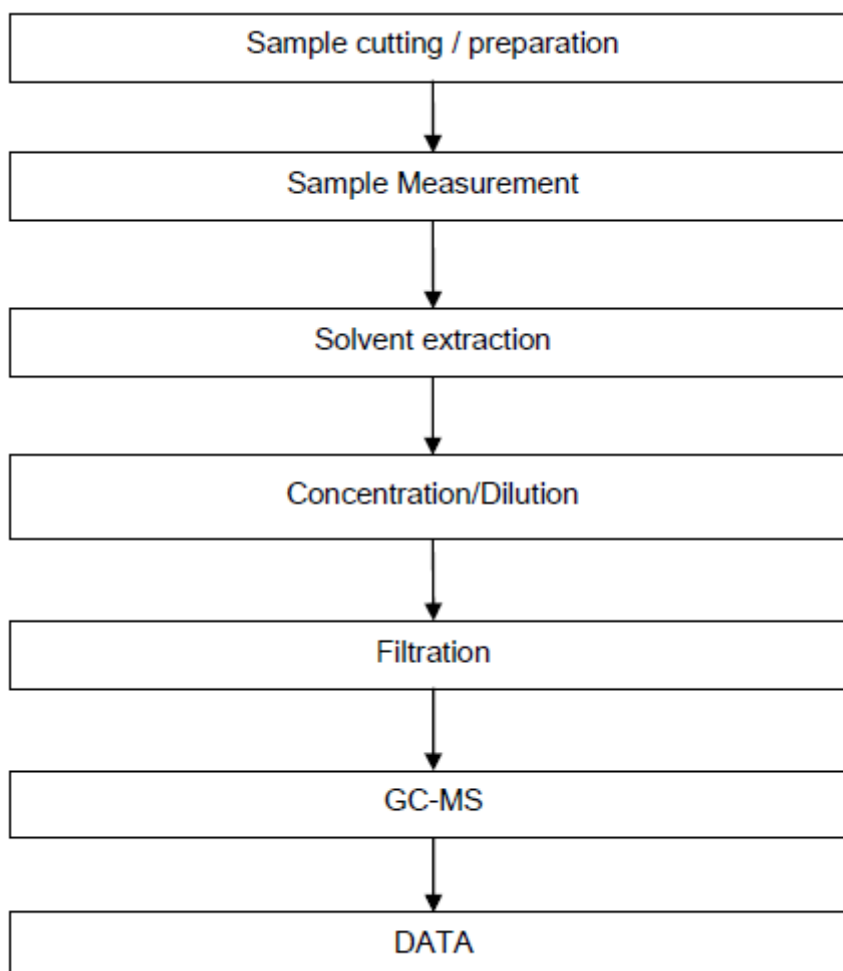 Sample cutting / preparation
Sample Measurement
Solvent extraction
Concentration/Dilution
Filtration
GC-MS
DATA